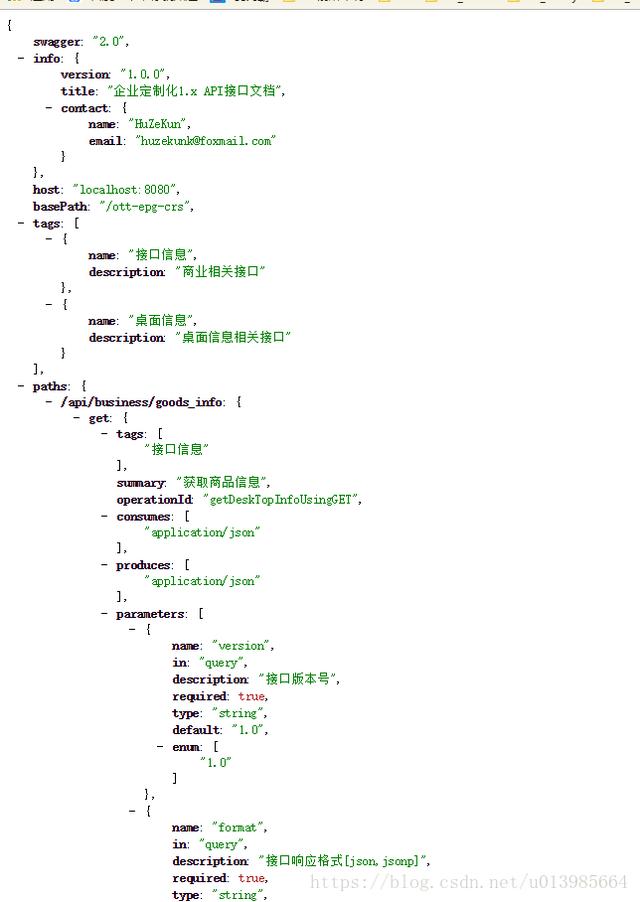 {
swagger: "2.0",
- info: {
version: "1.0.0",
title: "企业定制化1.x API接口文档",
- contact: {
name: "HuZeKun",
email: "huzekunk@foxmail.com"
}
},
host: "localhost:8080",
basePath: "/ott-epg-crs",
- tags: [
- {
name: "接口信息",
description: "商业相关接口"
},
- {
name: "桌面信息",
description: "桌面信息相关接口"
}
],
- paths: {
- /api/business/goods_info: {
- get: {
- tags: [
"接口信息"
],
summary: "获取商品信息",
operationId: "getDeskTopInfoUsingGET",
- consumes: [
"application/json"
],
- produces: [
"application/json"
],
- parameters: [
- {
name: "version",
in: "query",
description: "接口版本号",
required: true,
type: "string",
default: "1.0",
- enum: [
"1.0"
]
},
- {
name: "format",
in: "query",
description: "接口响应格式[json,jsonp]",
required: true,
type: "string",
https://blog.csdn.net/u013985664